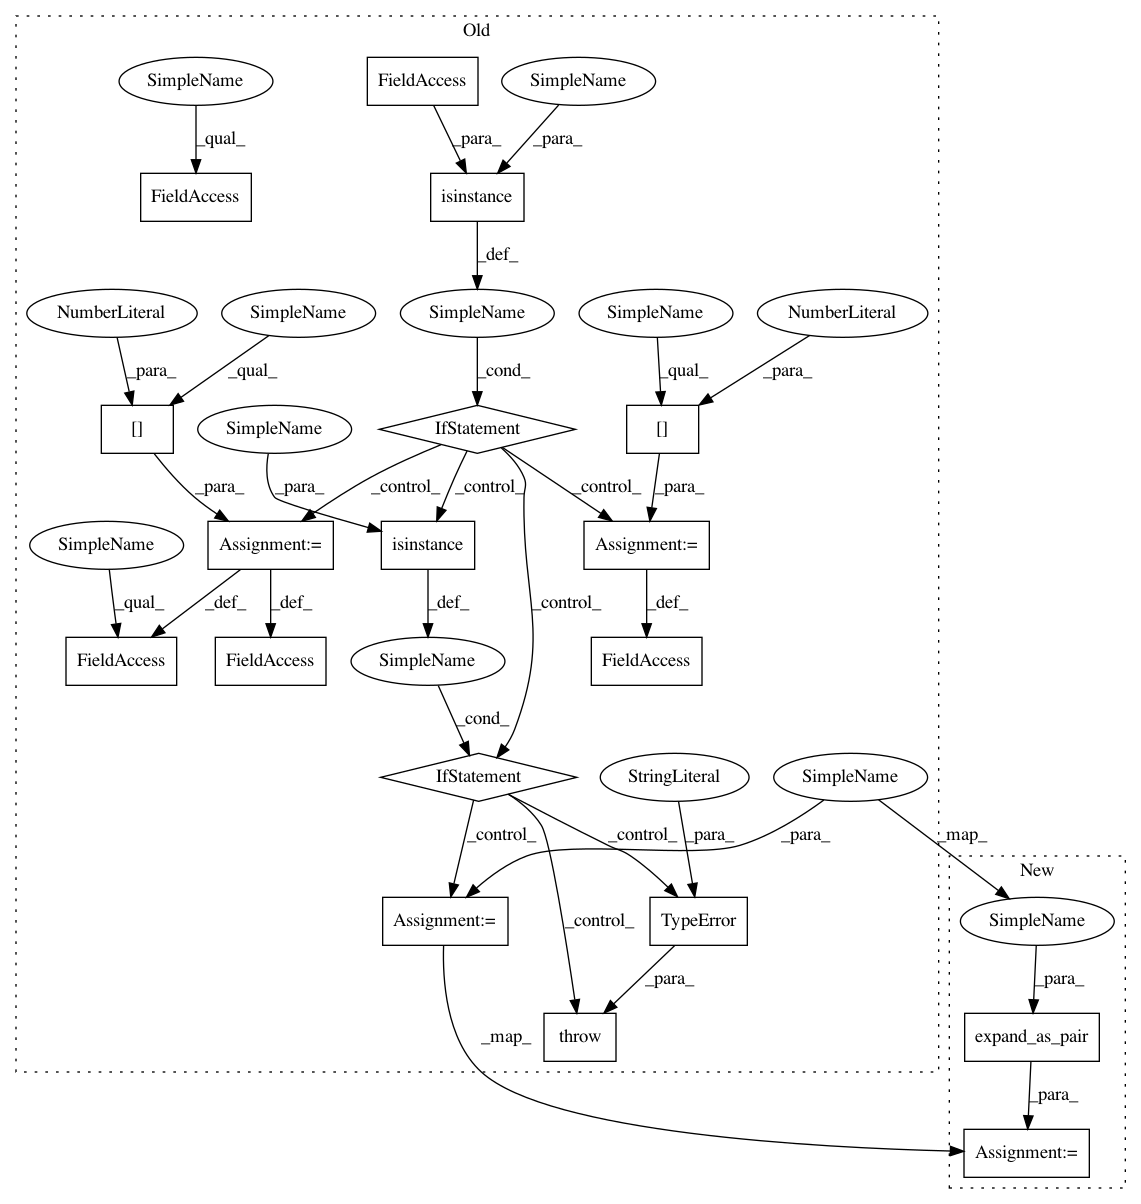 Old
SimpleName
FieldAccess
SimpleName
_qual_
_para_
_para_
FieldAccess
isinstance
_def_
NumberLiteral
SimpleName
SimpleName
SimpleName
NumberLiteral
_para_
_qual_
_cond_
_qual_
_para_
[]
SimpleName
IfStatement
[]
_para_
_para_
_control_
_control_
_control_
_para_
SimpleName
Assignment:=
isinstance
Assignment:=
_qual_
_def_
_def_
_def_
_control_
_def_
FieldAccess
FieldAccess
SimpleName
FieldAccess
_cond_
IfStatement
StringLiteral
SimpleName
_control_
_control_
_para_
_para_
_map_
New
Assignment:=
TypeError
SimpleName
_control_
_para_
_para_
_map_
throw
expand_as_pair
_para_
Assignment:=